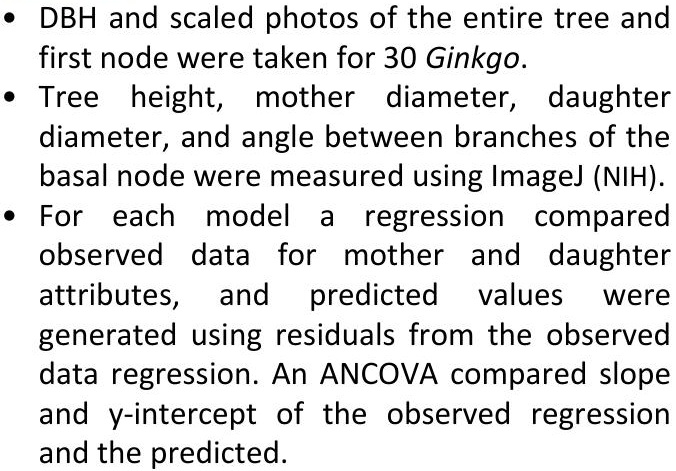 • DBH and scaled photos of the entire tree and
first node were taken for 30 Ginkgo.
• Tree height, mother diameter, daughter
diameter, and angle between branches of the
basal node were measured using ImageJ (NIH).
• For each model a regression compared
observed data for mother and daughter
attributes, and predicted values were
generated using residuals from the observed
data regression. An ANCOVA compared slope
and y-intercept of the observed regression
and the predicted.